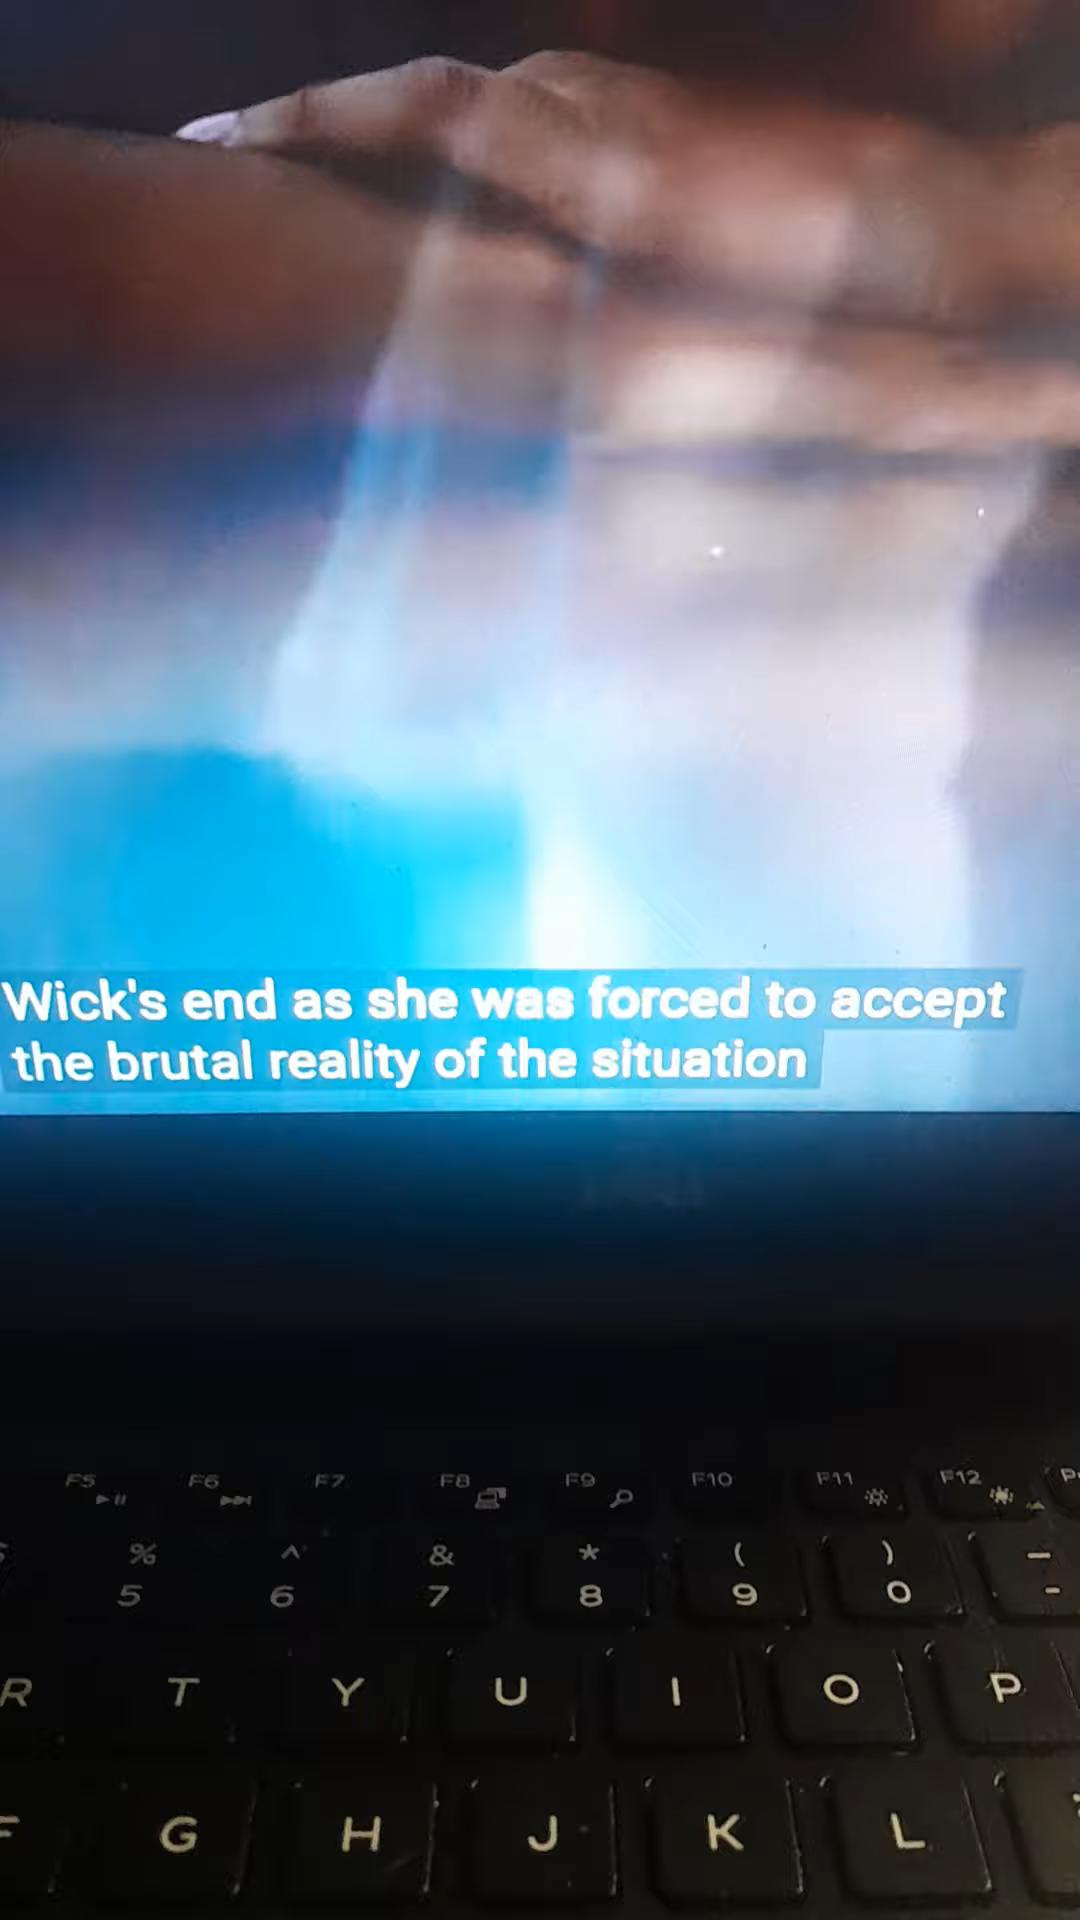 Wick's end as she was forced to accept
the brutal reality of the situation
F5 F6 F7 F8 F9 F10 F11 F12
% ^ & * ( ) –
5 6 7 8 9 0 -
R T Y U I O P
F G H J K L